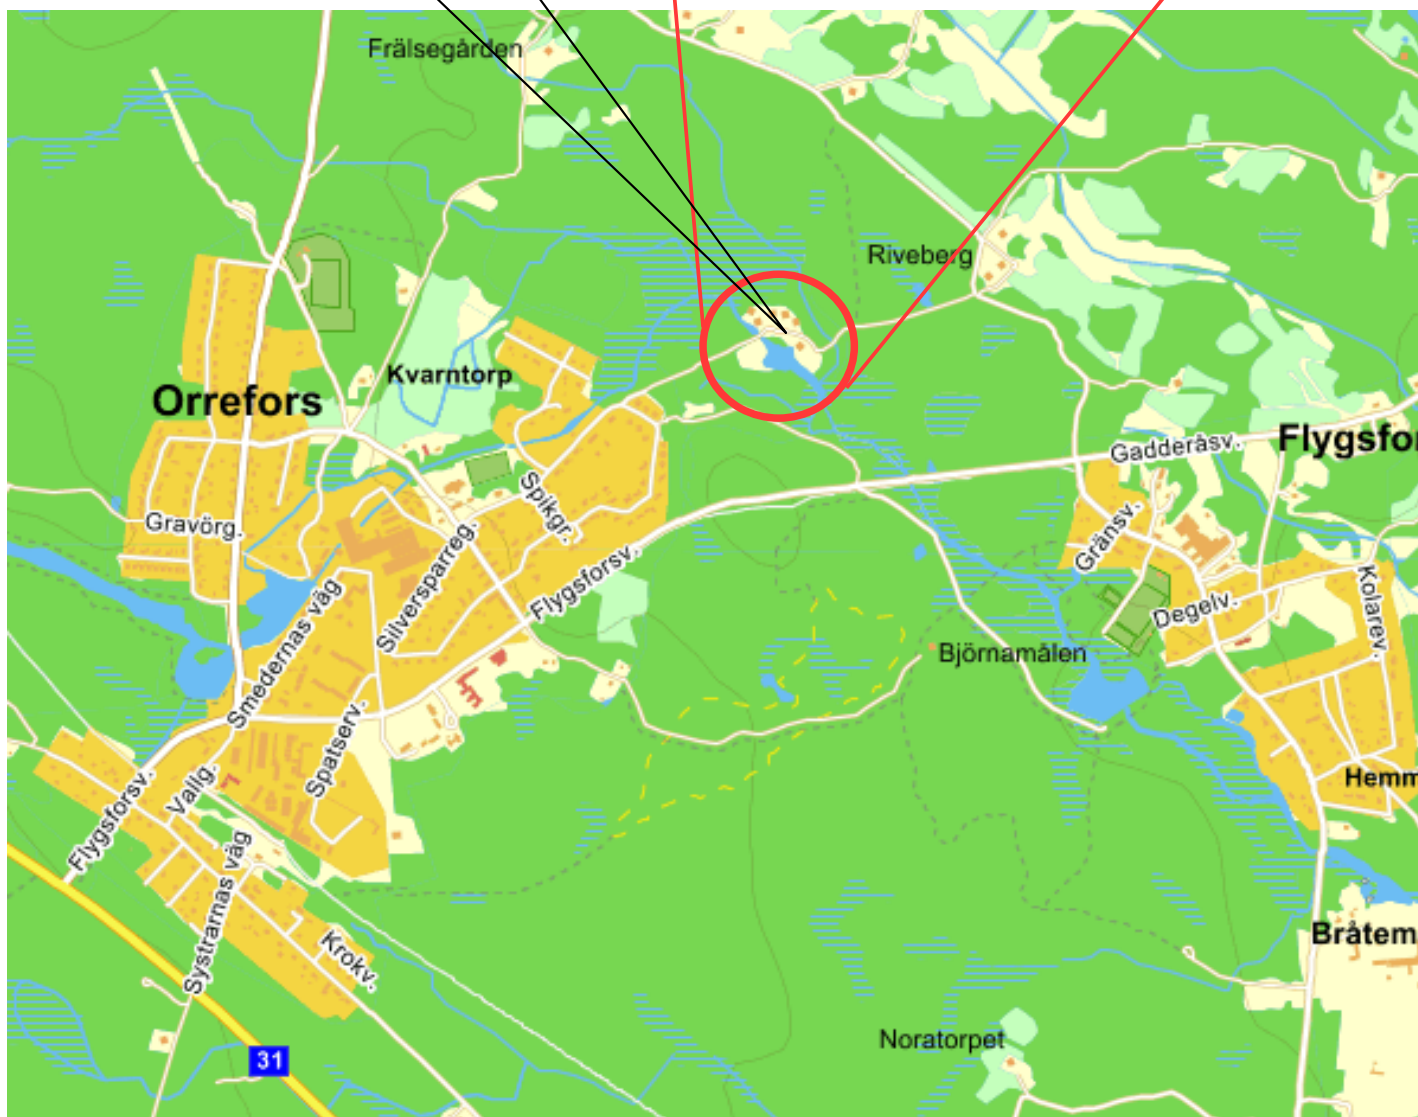 Frälsegården
Riveberg
Kvarntorp
Orrefors
Gadderåsv.
Flygsfor
Spikgr.
Gravörg.
Gränsv.
Silversparreg.
Flygsforsv.
Kolarev.
Degelv.
Smedernas väg
Björnamålen
Spatserv.
Hemm
Vallg.
Flygsforsv.
Systrarnas väg
Bråtem
Krokv.
Noratorpet
31